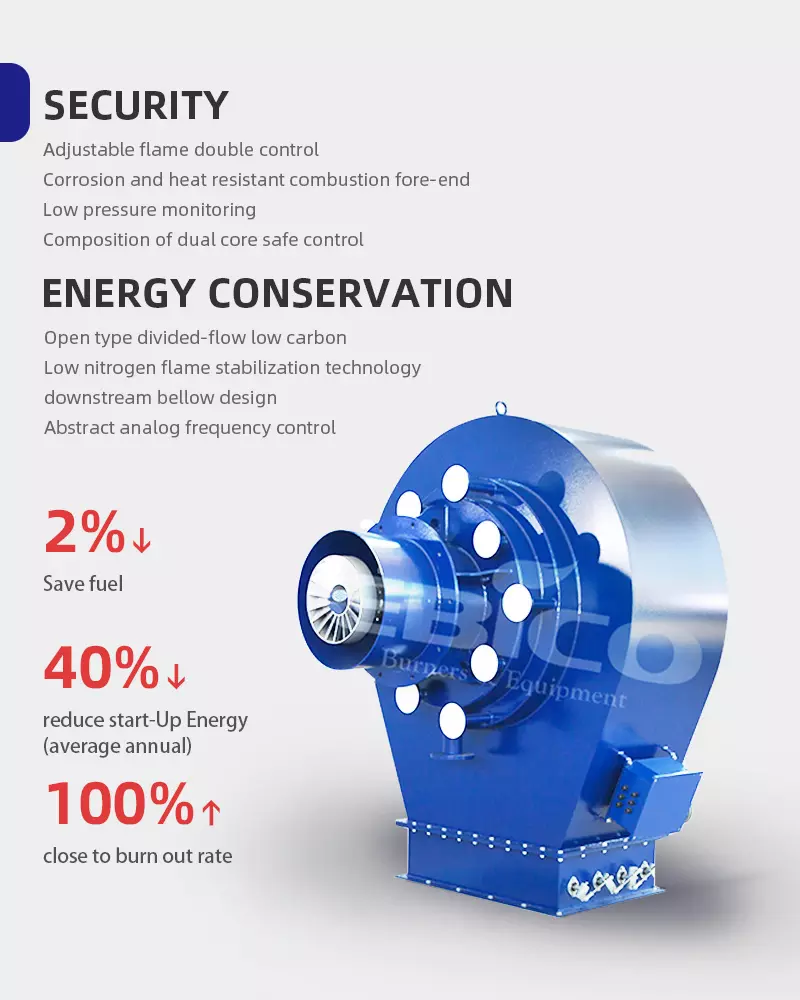 SECURITY
Adjustable flame double control
Corrosion and heat resistant combustion fore-end
Low pressure monitoring
Composition of dual core safe control
ENERGY CONSERVATION
Open type divided-flow low carbon
Low nitrogen flame stabilization technology
downstream bellow design
Abstract analog frequency control
2%↓
Save fuel
40%↓
reduce start-Up Energy
(average annual)
100%↑
close to burn out rate
EBICO
Burners & Equipment